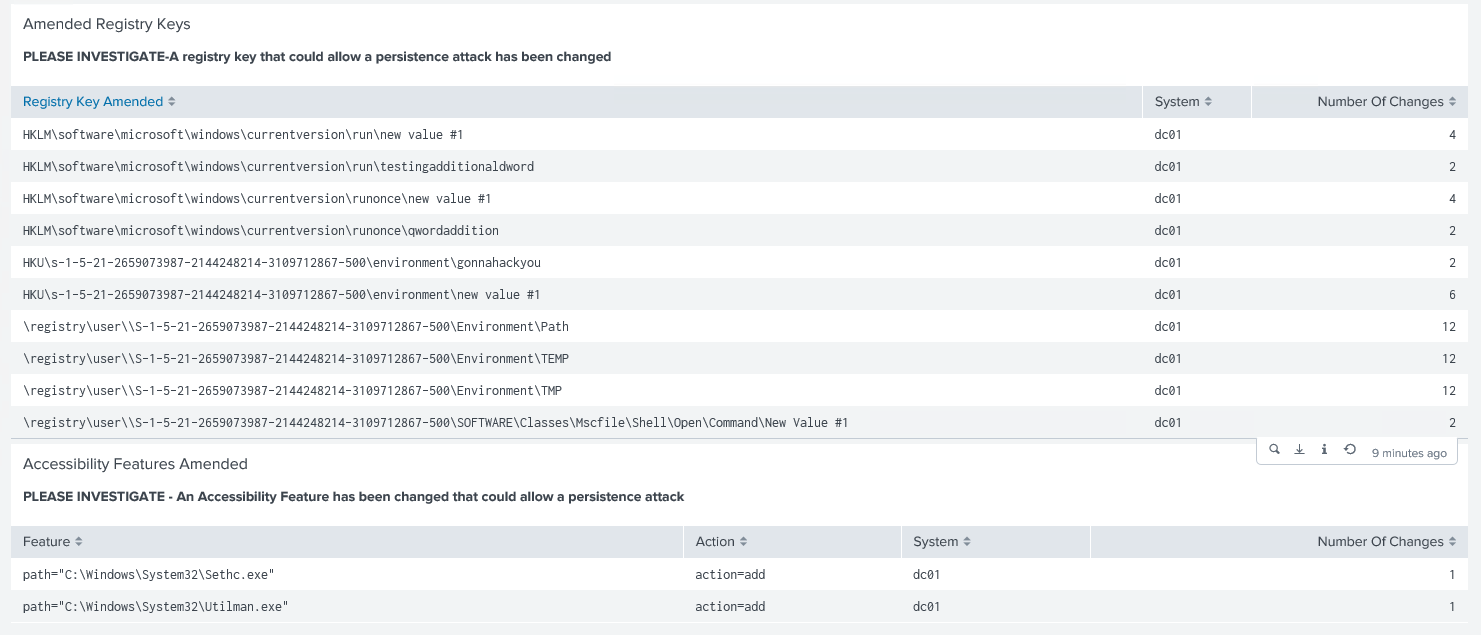 Amended Registry Keys
PLEASE INVESTIGATE-A registry key that could allow a persistence attack has been changed
Registry Key Amended System Number Of Changes
HKLM\software\microsoft\windows\currentversion\run\new value #1 dc01 4
HKLM\software\microsoft\windows\currentversion\run\testingadditionaldword dc01 2
HKLM\software\microsoft\windows\currentversion\runonce\new value #1 dc01 4
HKLM\software\microsoft\windows\currentversion\runonce\qwordaddition dc01 2
HKU\s-1-5-21-2659073987-2144248214-3109712867-500\environment\gonnahackyou dc01 2
HKU\s-1-5-21-2659073987-2144248214-3109712867-500\environment\new value #1 dc01 6
\registry\user\\S-1-5-21-2659073987-2144248214-3109712867-500\Environment\Path dc01 12
\registry\user\\S-1-5-21-2659073987-2144248214-3109712867-500\Environment\TEMP dc01 12
\registry\user\\S-1-5-21-2659073987-2144248214-3109712867-500\Environment\TMP dc01 12
\registry\user\\S-1-5-21-2659073987-2144248214-3109712867-500\SOFTWARE\Classes\Mscfile\Shell\Open\Command\New Value #1 dc01 2
9 minutes ago
Accessibility Features Amended
PLEASE INVESTIGATE - An Accessibility Feature has been changed that could allow a persistence attack
Feature Action System Number Of Changes
path="C:\Windows\System32\Sethc.exe" action=add dc01 1
path="C:\Windows\System32\Utilman.exe" action=add dc01 1